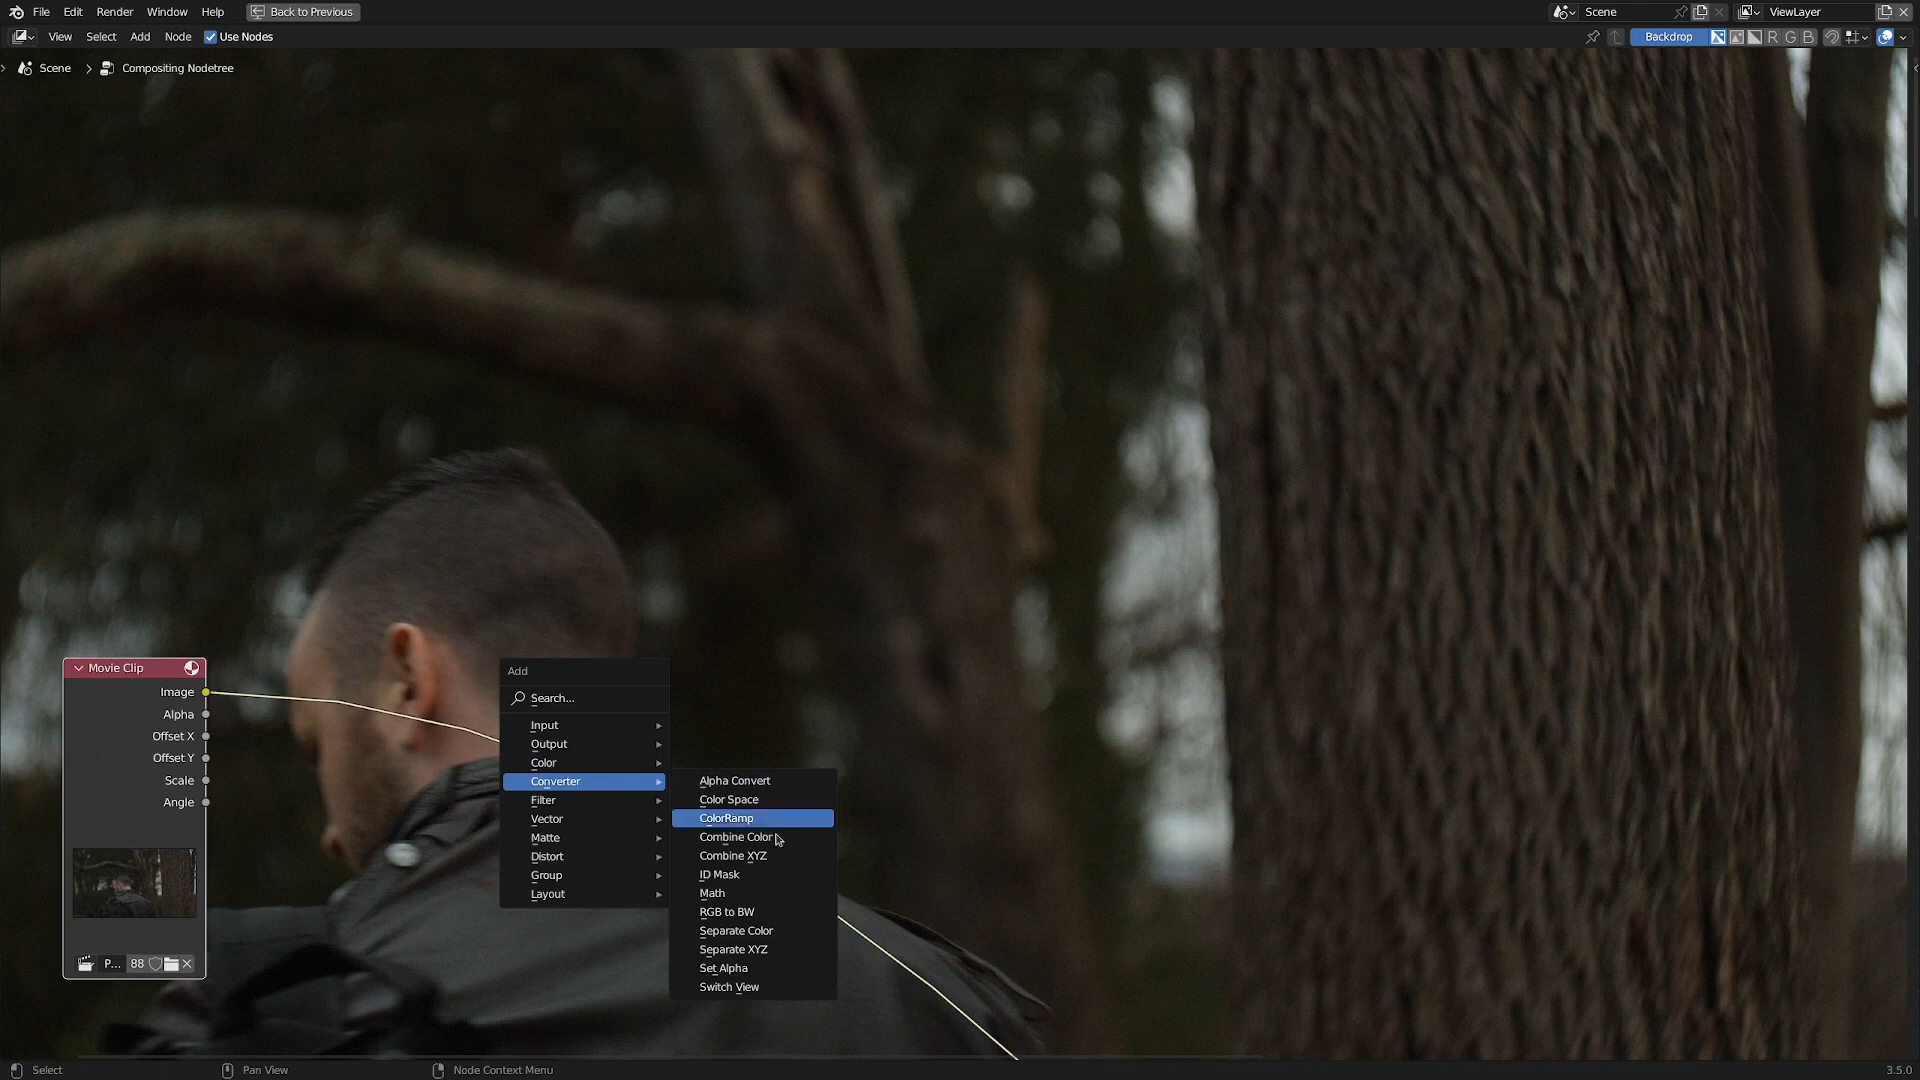 File Edit Render Window Help Back to Previous Scene ViewLayer
View Select Add Node Use Nodes Backdrop R G B
Scene Compositing Nodetree
Movie Clip
Image
Alpha
Offset X
Offset Y
Scale
Angle
P... 88
Add
Search...
Input
Output
Color
Converter
Filter
Vector
Matte
Distort
Group
Layout
Alpha Convert
Color Space
ColorRamp
Combine Color
Combine XYZ
ID Mask
Math
RGB to BW
Separate Color
Separate XYZ
Set Alpha
Switch View
Select Pan View Node Context Menu 3.5.0